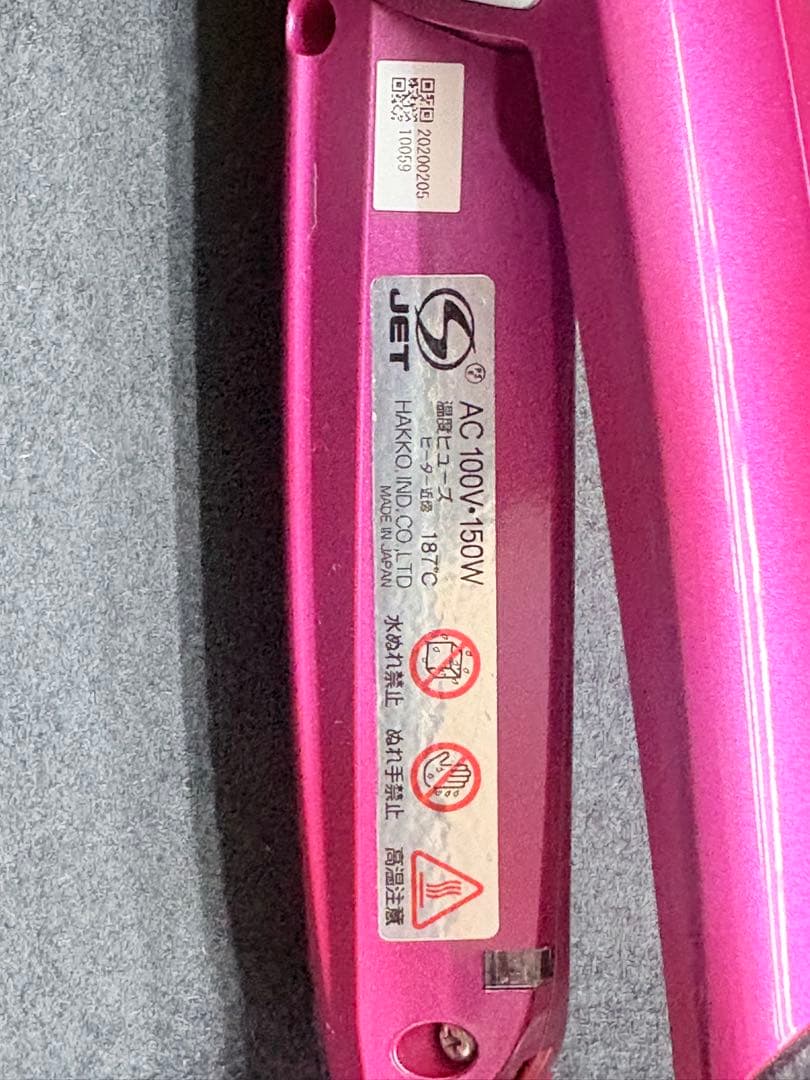 20200205
10059
JET
AC 100V・150W
温度ヒューズ
ヒーター近傍 187℃
HAKKO. IND. CO., LTD
MADE IN JAPAN
水ぬれ禁止
ぬれ手禁止
高温注意